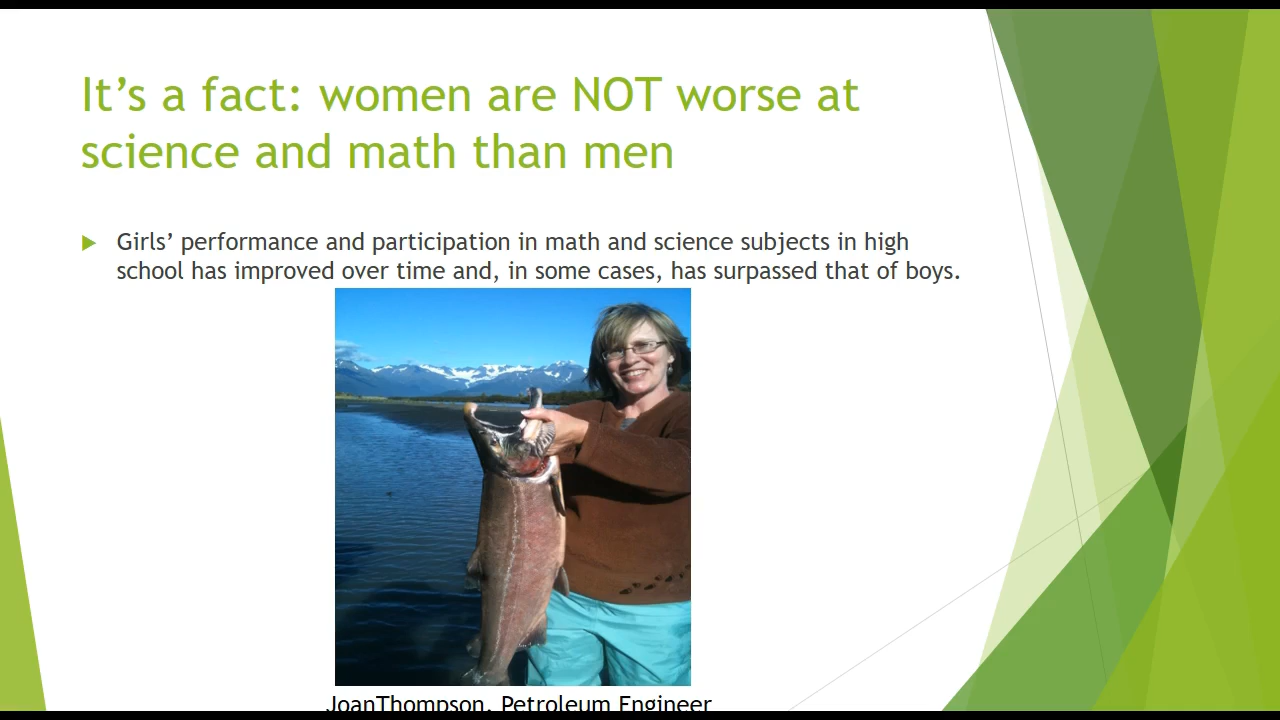 It’s a fact: women are NOT worse at
science and math than men
Girls’ performance and participation in math and science subjects in high
school has improved over time and, in some cases, has surpassed that of boys.
JoanThompson, Petroleum Engineer